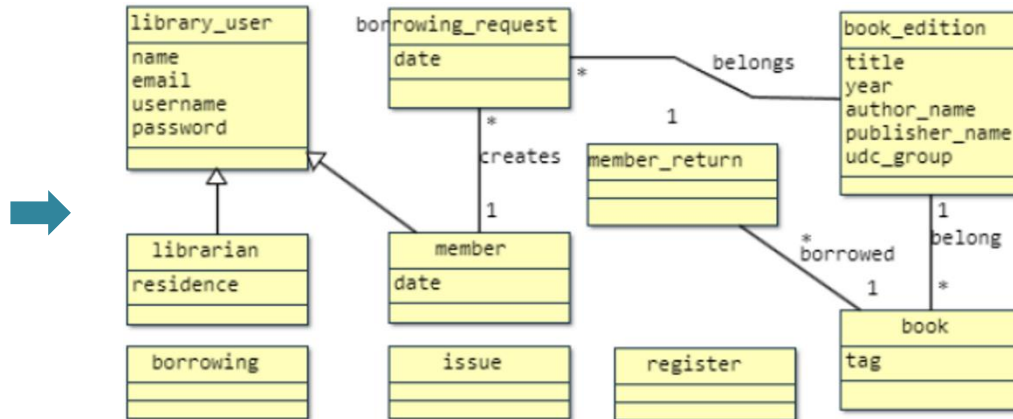 library_user
name
email
username
password
borrowing_request
date
*
belongs
1
book_edition
title
year
author_name
publisher_name
udc_group
*
creates
1
member_return
*
borrowed
1
1
belong
*
librarian
residence
member
date
book
tag
borrowing
issue
register